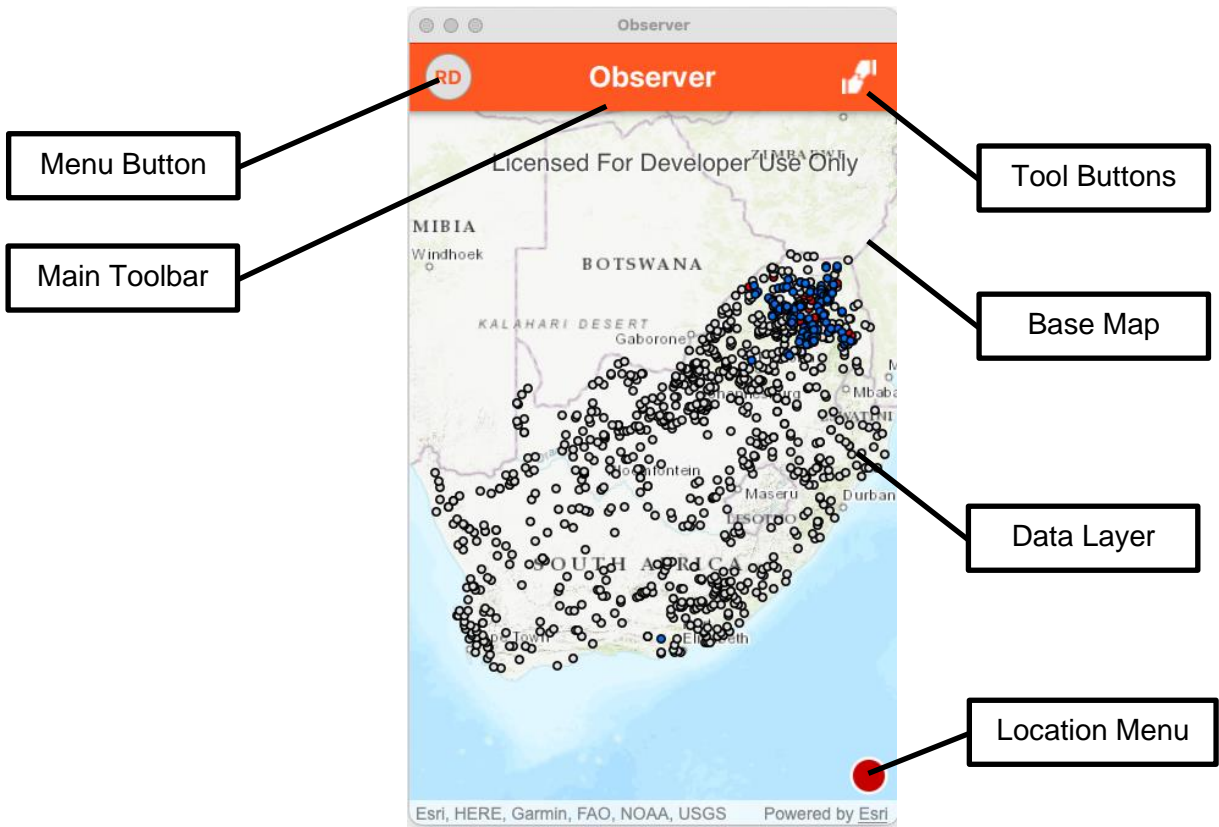 Observer
RD
Observer
Menu Button
Licensed For Developer Use Only
ZIMBABWE
Tool Buttons
MIBIA
Windhoek
Main Toolbar
BOTSWANA
Base Map
KALAHARI DESERT
Gaborone
Mbaba
Maseru
Durban
LESOTHO
Data Layer
SOUTH AFRICA
Location Menu
Esri, HERE, Garmin, FAO, NOAA, USGS
Powered by Esri